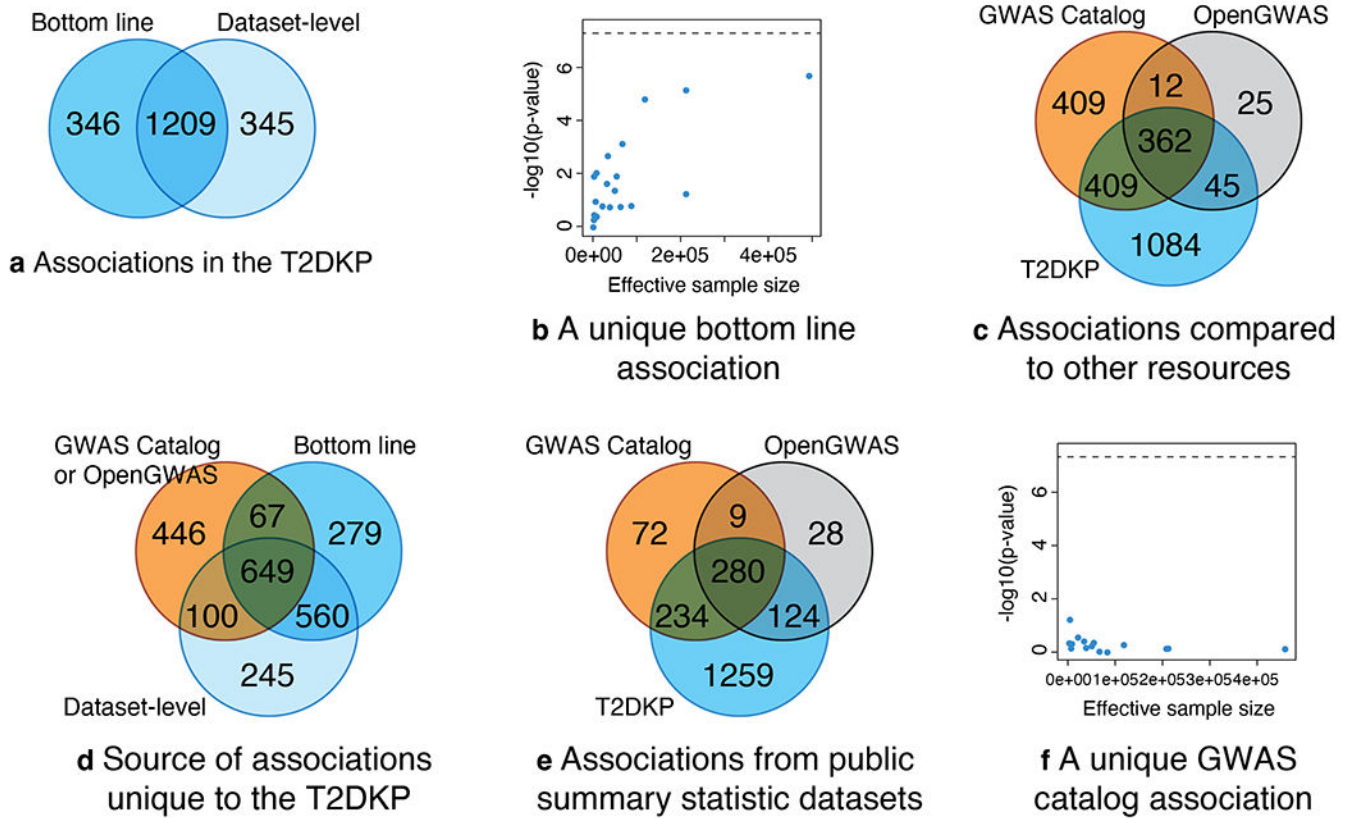 Bottom line Dataset-level
346 1209 345
a Associations in the T2DKP
6
4
2
0
-log10(p-value)
0e+00 2e+05 4e+05
Effective sample size
b A unique bottom line
association
GWAS Catalog OpenGWAS
12
409 25
362
409 45
1084
T2DKP
c Associations compared
to other resources
GWAS Catalog
or OpenGWAS
Bottom line
67
446 279
649
100 560
245
Dataset-level
d Source of associations
unique to the T2DKP
GWAS Catalog OpenGWAS
9
72 28
280
234 124
1259
T2DKP
e Associations from public
summary statistic datasets
6
4
2
0
-log10(p-value)
0e+001e+052e+053e+054e+05
Effective sample size
f A unique GWAS
catalog association